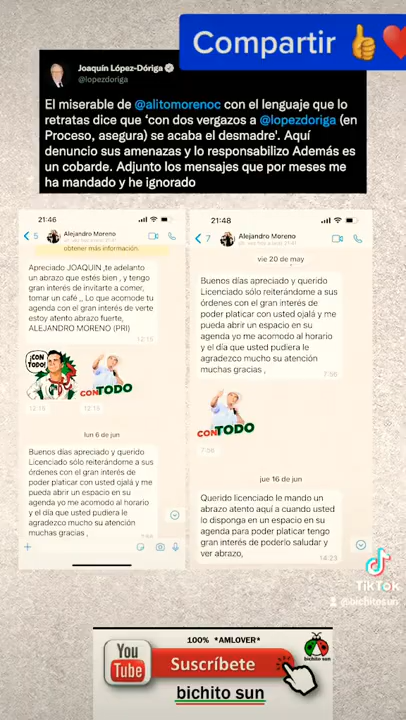 Compartir
Joaquín López-Dóriga
@lopezdoriga
El miserable de @alitomorenoc con el lenguaje que lo
retratas dice que ‘con dos vergazos a @lopezdoriga (en
Proceso, asegura) se acaba el desmadre'. Aquí
denuncio sus amenazas y lo responsabilizo Además es
un cobarde. Adjunto los mensajes que por meses me
ha mandado y he ignorado
21:46
5
Alejandro Moreno
obtener más información.
Apreciado JOAQUIN ,te adelanto
un abrazo que estés bien , y tengo
gran interés de invitarte a comer,
tomar un café ,, Lo que acomode tu
agenda con el gran interés de verte
estoy atento abrazo fuerte,
ALEJANDRO MORENO (PRI)
12:15
¡CON
TODO!
CON TODO
12:15
12:15
lun 6 de jun
Buenos días apreciado y querido
Licenciado sólo reiterándome a sus
órdenes con el gran interés de
poder platicar con usted ojalá y me
pueda abrir un espacio en su
agenda yo me acomodo al horario
y el día que usted pudiera le
agradezco mucho su atención
muchas gracias ,
21:48
7
Alejandro Moreno
vie 20 de may
Buenos días apreciado y querido
Licenciado sólo reiterándome a sus
órdenes con el gran interés de
poder platicar con usted ojalá y me
pueda abrir un espacio en su
agenda yo me acomodo al horario
y el día que usted pudiera le
agradezco mucho su atención
muchas gracias ,
7:56
CON TODO
7:56
jue 16 de jun
Querido licenciado le mando un
abrazo atento aquí a cuando usted
lo disponga en un espacio en su
agenda para poder platicar tengo
gran interés de poderlo saludar y
ver abrazo,
14:23
TikTok
@bichitosun
100% *AMLOVER*
You
Tube
Suscríbete
bichito sun
bichito sun